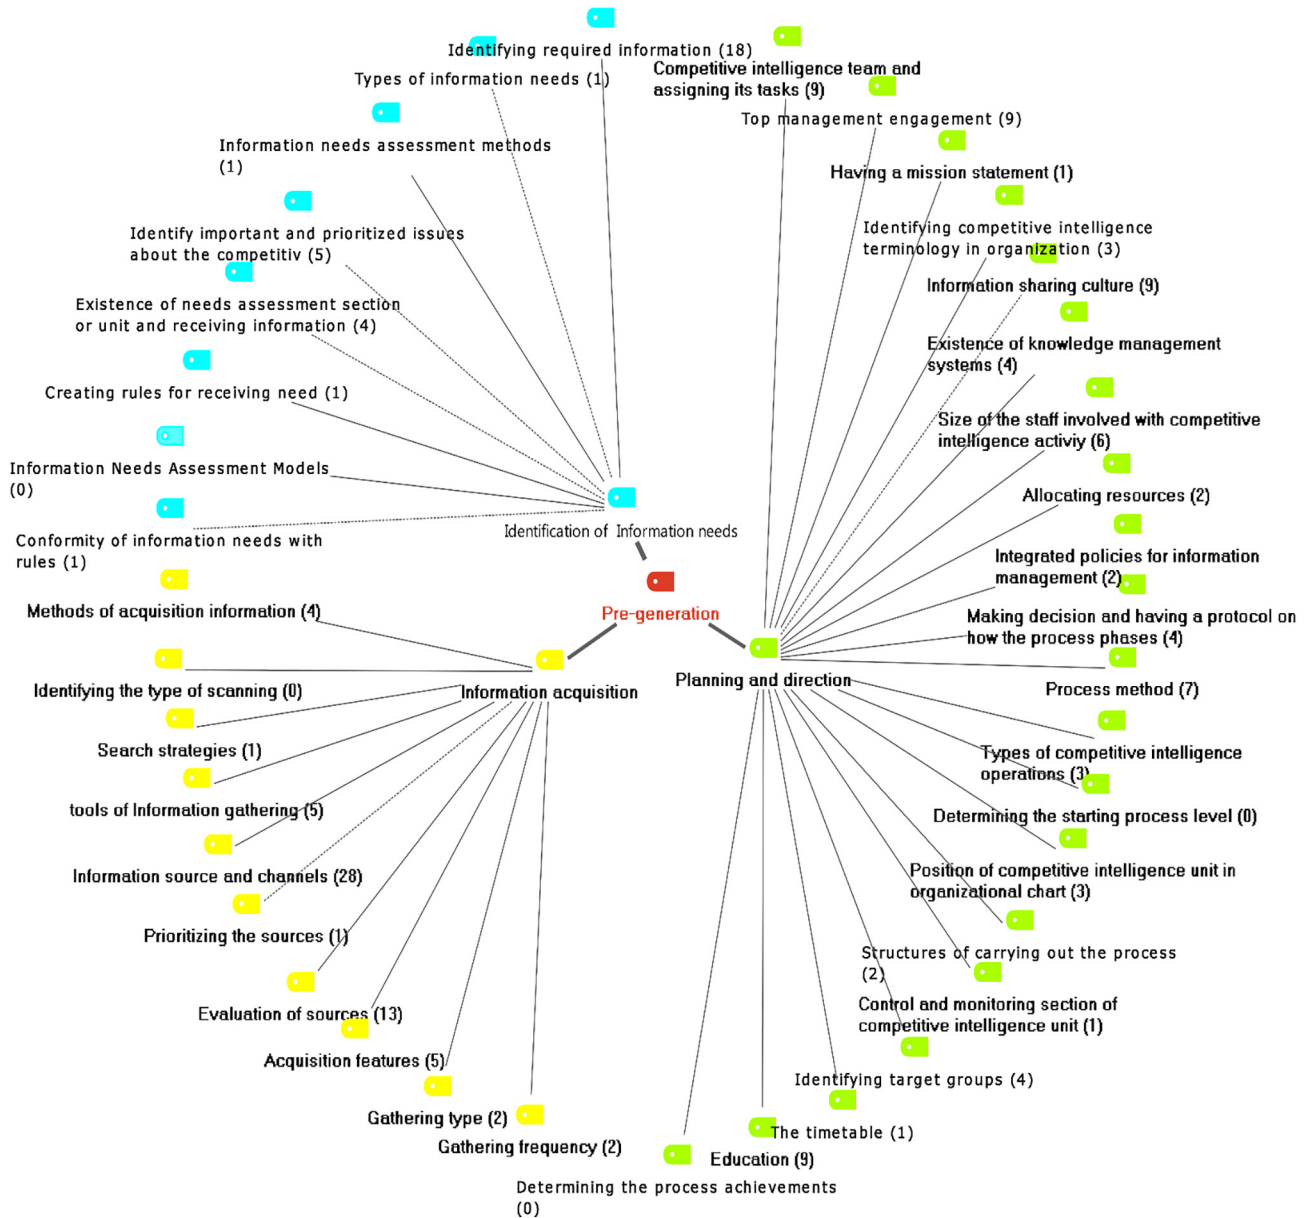 Identifying required information (18)
Types of information needs (1)
Information needs assessment methods
(1)
Identify important and prioritized issues
about the competitiv (5)
Existence of needs assessment section
or unit and receiving information (4)
Creating rules for receiving need (1)
Information Needs Assessment Models
(0)
Conformity of information needs with
rules (1)
Identification of Information needs
Pre-generation
Methods of acquisition information (4)
Identifying the type of scanning (0)
Search strategies (1)
tools of Information gathering (5)
Information source and channels (28)
Prioritizing the sources (1)
Evaluation of sources (13)
Acquisition features (5)
Gathering type (2)
Gathering frequency (2)
Information acquisition
Planning and direction
Competitive intelligence team and
assigning its tasks (9)
Top management engagement (9)
Having a mission statement (1)
Identifying competitive intelligence
terminology in organization (3)
Information sharing culture (9)
Existence of knowledge management
systems (4)
Size of the staff involved with competitive
intelligence activiy (6)
Allocating resources (2)
Integrated policies for information
management (2)
Making decision and having a protocol on
how the process phases (4)
Process method (7)
Types of competitive intelligence
operations (3)
Determining the starting process level (0)
Position of competitive intelligence unit in
organizational chart (3)
Structures of carrying out the process
(2)
Control and monitoring section of
competitive intelligence unit (1)
Identifying target groups (4)
The timetable (1)
Education (9)
Determining the process achievements
(0)